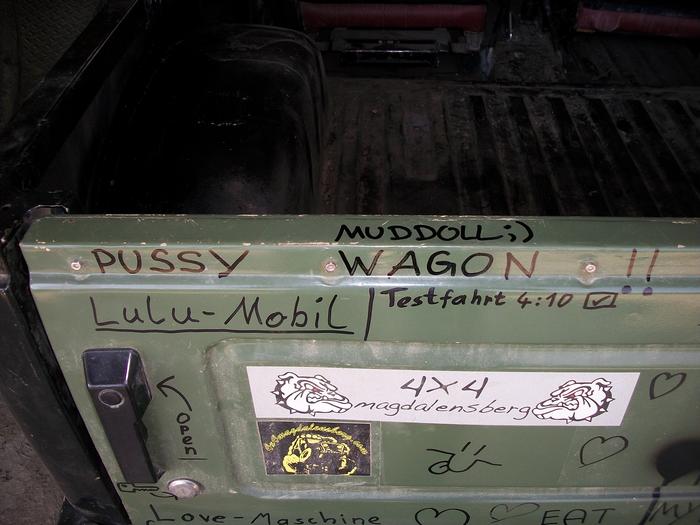 MUDDOLL;)
PUSSY WAGON !!
Lulu-Mobil
Testfahrt 4:10
4X4
magdalensberg
open
Love-Maschine
EAT